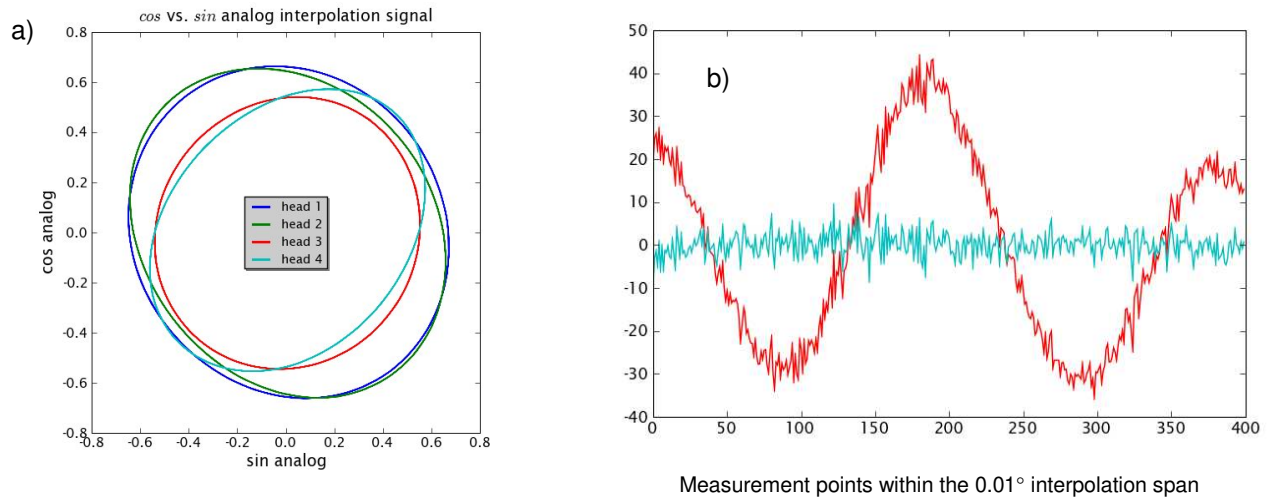 a)
cos vs. sin analog interpolation signal
0.8
0.6
0.4
0.2
0.0
-0.2
-0.4
-0.6
-0.8
cos analog
head 1
head 2
head 3
head 4
-0.8 -0.6 -0.4 -0.2 0.0 0.2 0.4 0.6 0.8
sin analog
b)
50
40
30
20
10
0
-10
-20
-30
-40
0 50 100 150 200 250 300 350 400
Measurement points within the 0.01° interpolation span